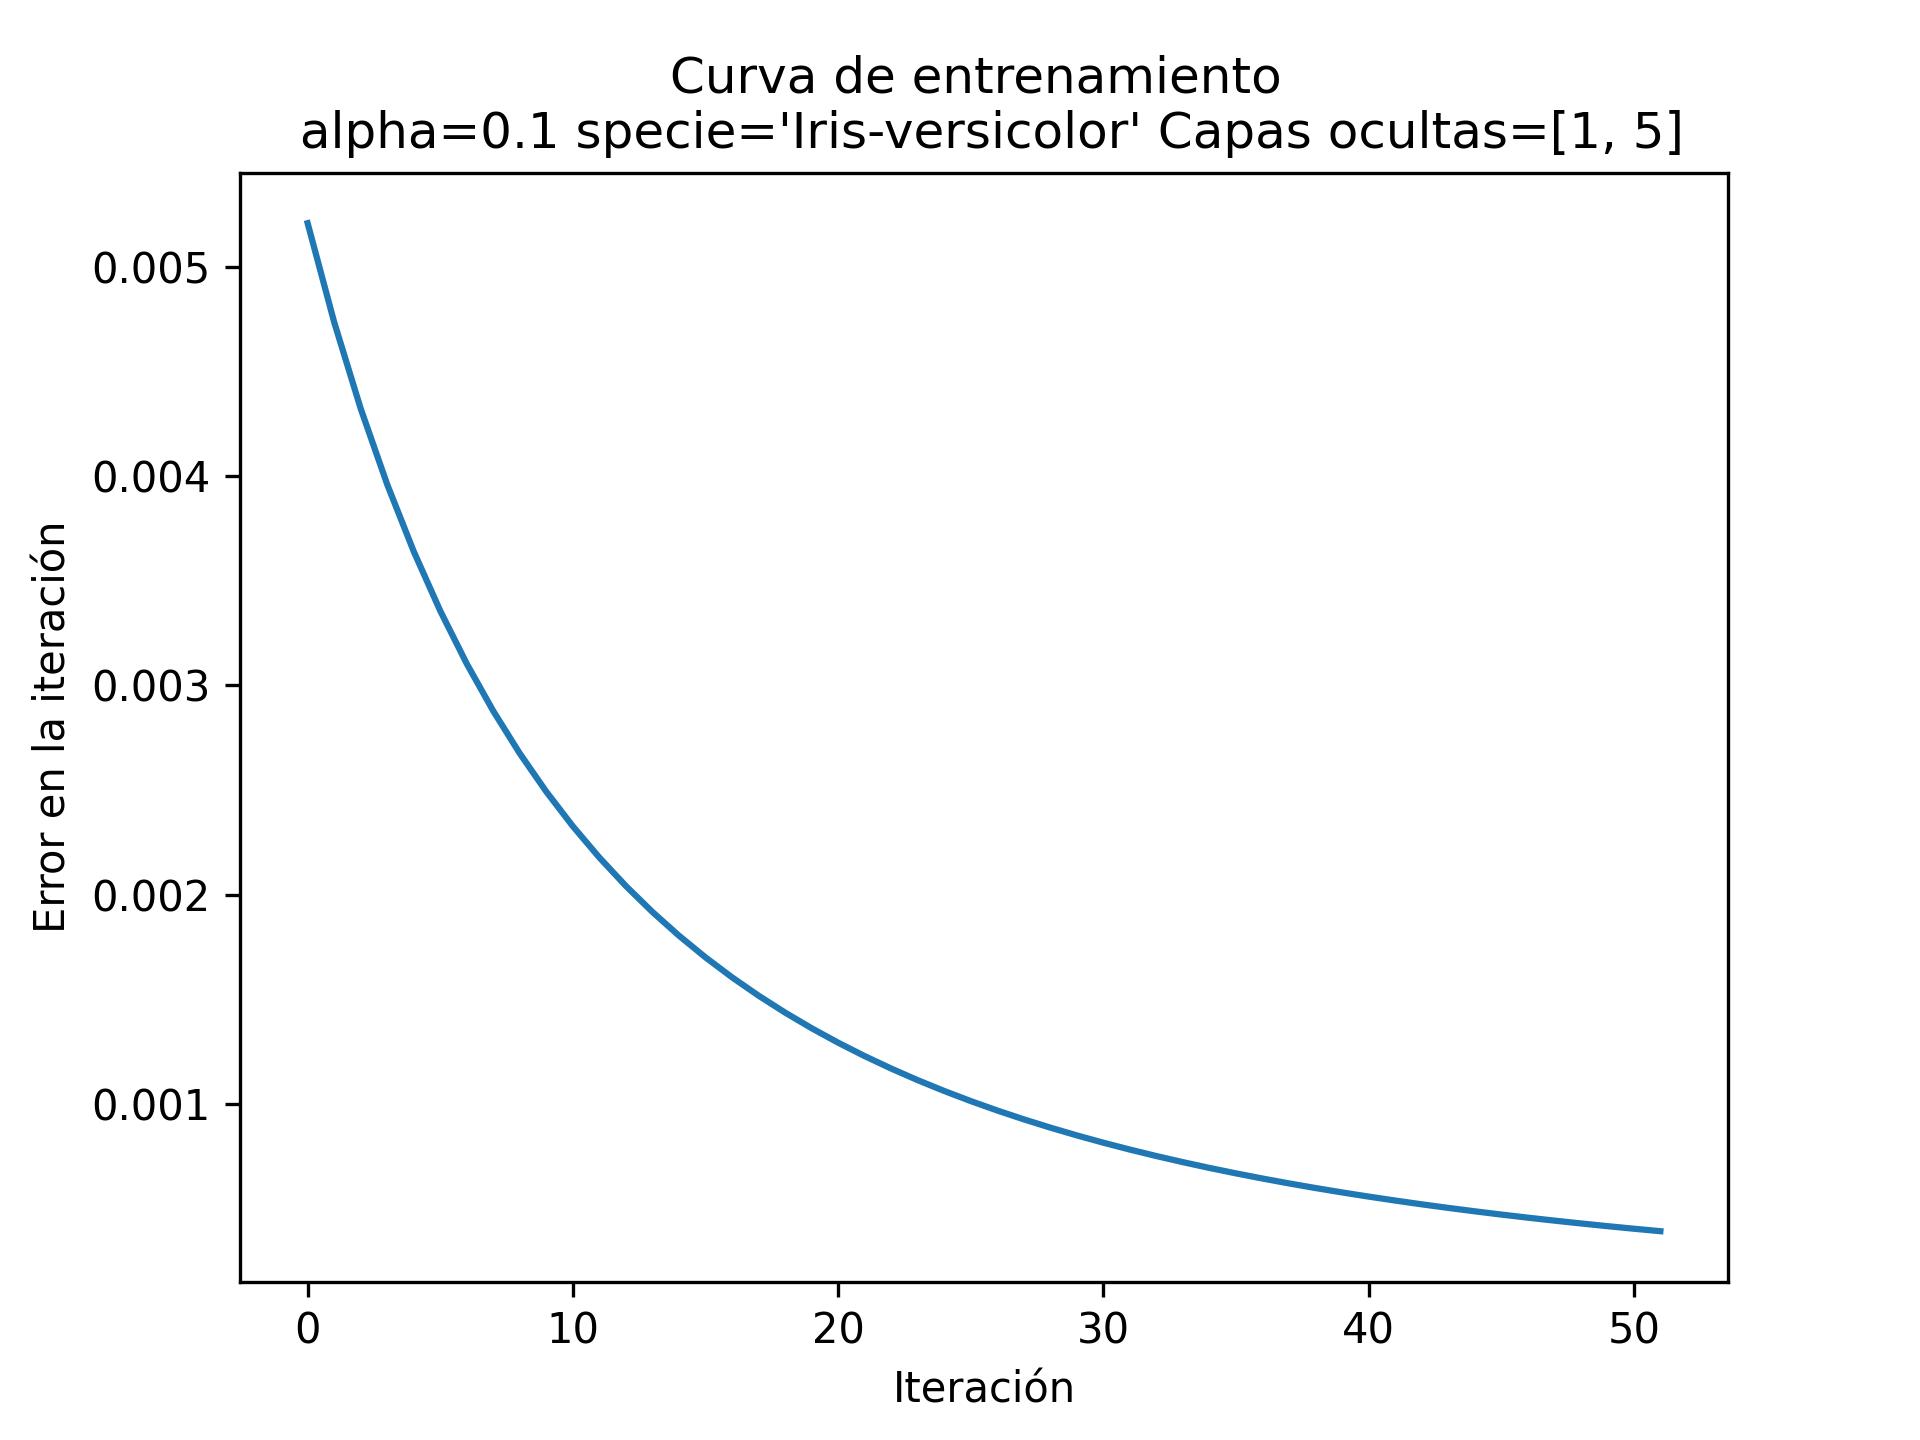 Curva de entrenamiento
alpha=0.1 specie='Iris-versicolor' Capas ocultas=[1, 5]
Error en la iteración
0.005
0.004
0.003
0.002
0.001
0 10 20 30 40 50
Iteración